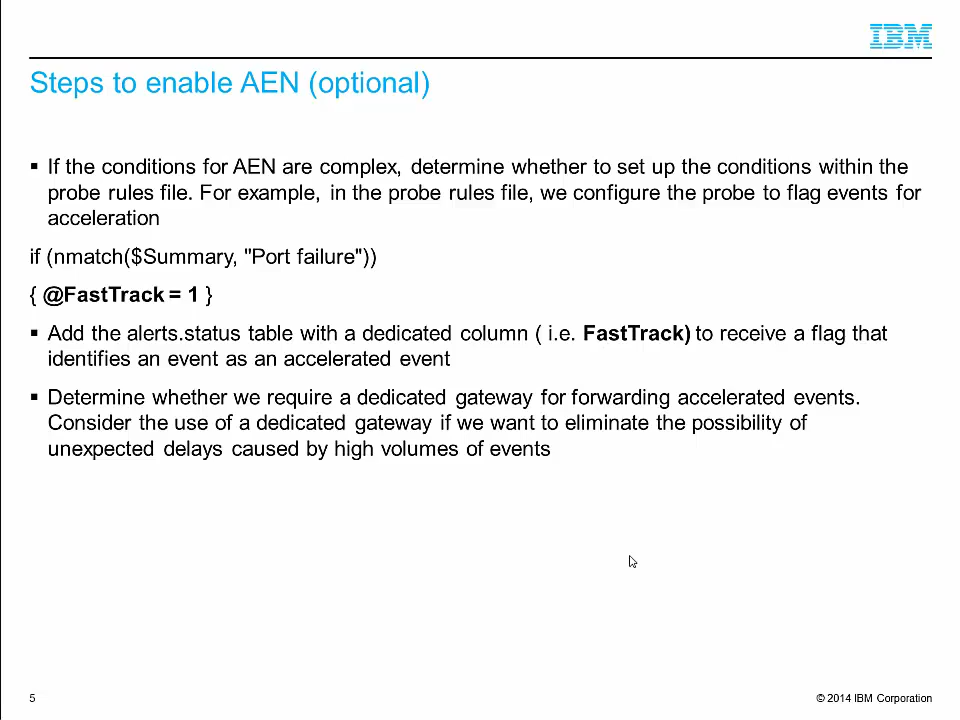 IBM
Steps to enable AEN (optional)
▪ If the conditions for AEN are complex, determine whether to set up the conditions within the
probe rules file. For example, in the probe rules file, we configure the probe to flag events for
acceleration
if (nmatch($Summary, "Port failure"))
{ @FastTrack = 1 }
▪ Add the alerts.status table with a dedicated column ( i.e. FastTrack) to receive a flag that
identifies an event as an accelerated event
▪ Determine whether we require a dedicated gateway for forwarding accelerated events.
Consider the use of a dedicated gateway if we want to eliminate the possibility of
unexpected delays caused by high volumes of events
5
© 2014 IBM Corporation